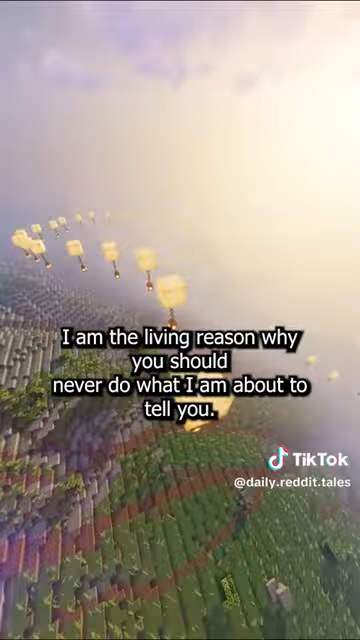 I am the living reason why
you should
never do what I am about to
tell you.
TikTok
@daily.reddit.tales